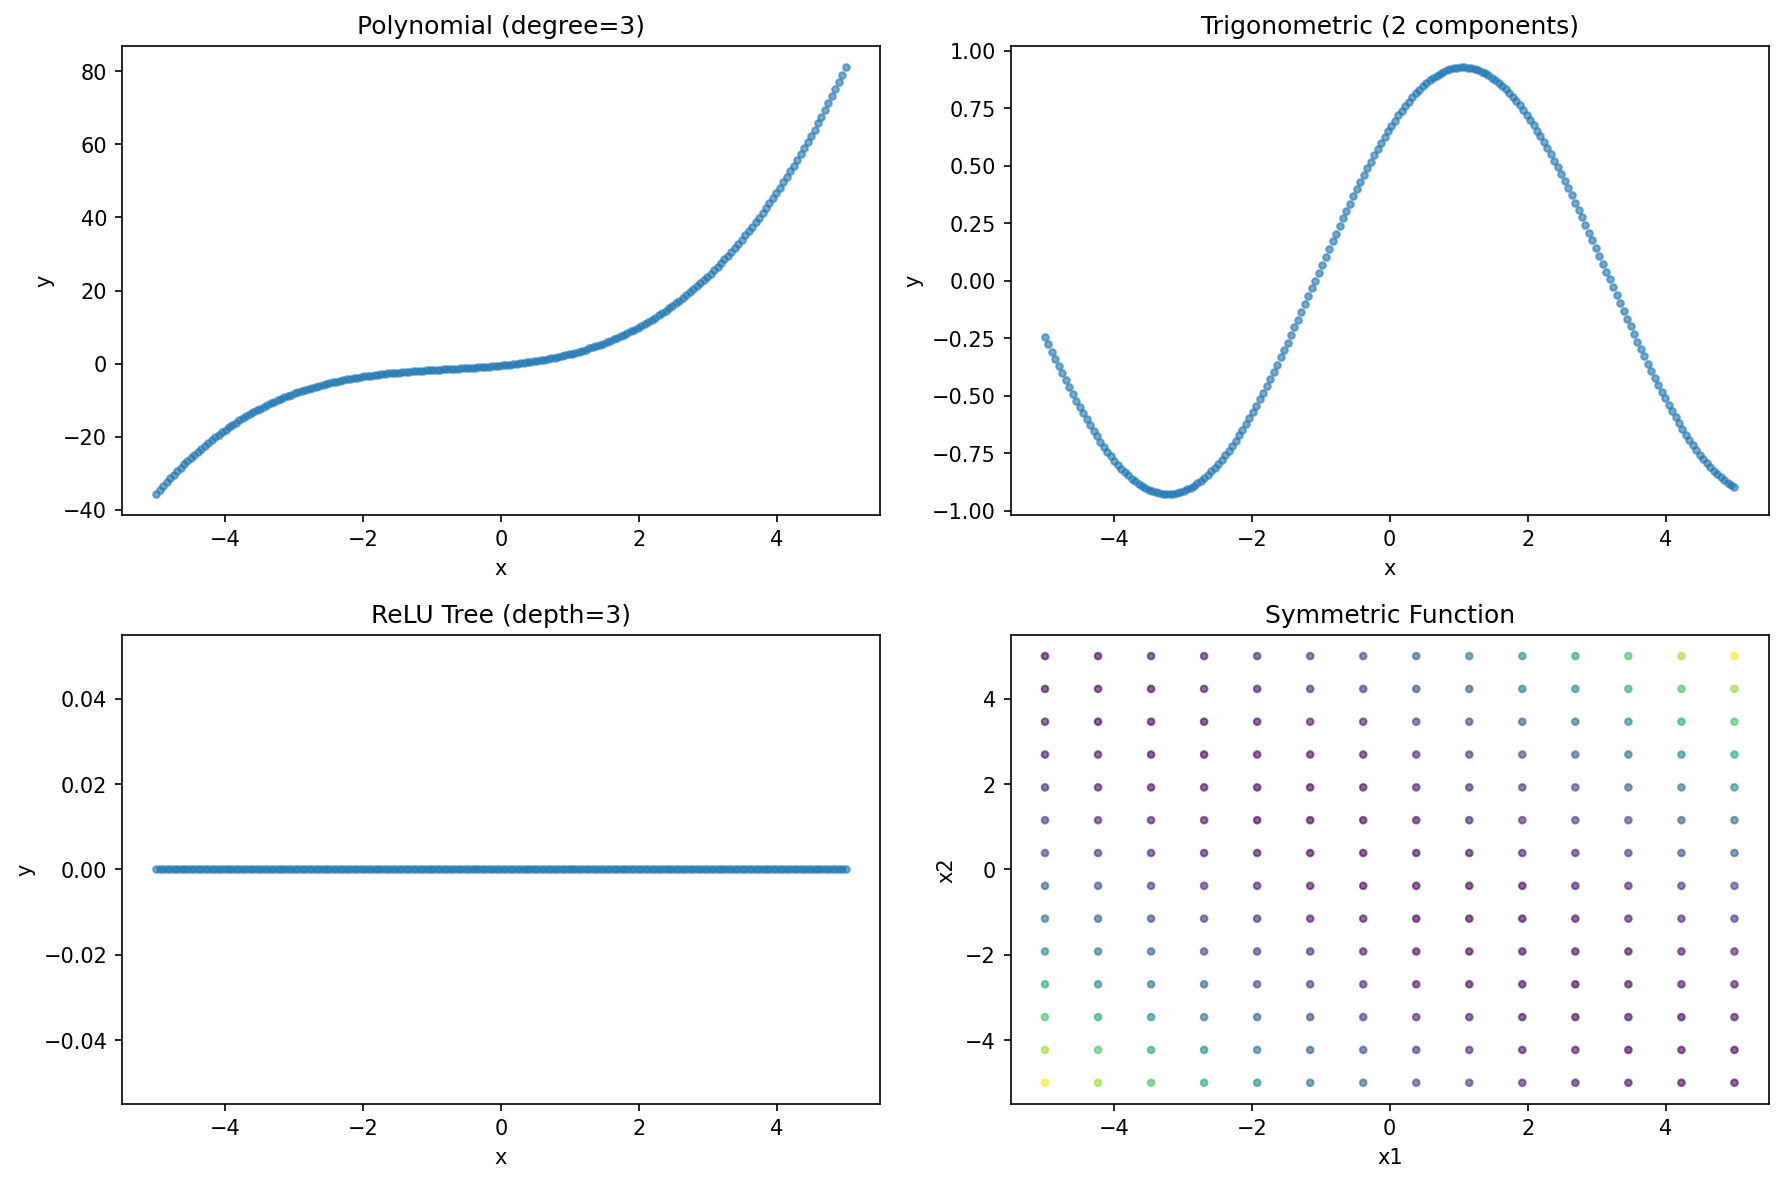 Polynomial (degree=3)
80
60
40
20
0
−20
−40
y
−4 −2 0 2 4
x
Trigonometric (2 components)
1.00
0.75
0.50
0.25
0.00
−0.25
−0.50
−0.75
−1.00
y
−4 −2 0 2 4
x
ReLU Tree (depth=3)
0.04
0.02
0.00
−0.02
−0.04
y
−4 −2 0 2 4
x
Symmetric Function
4
2
0
−2
−4
x2
−4 −2 0 2 4
x1